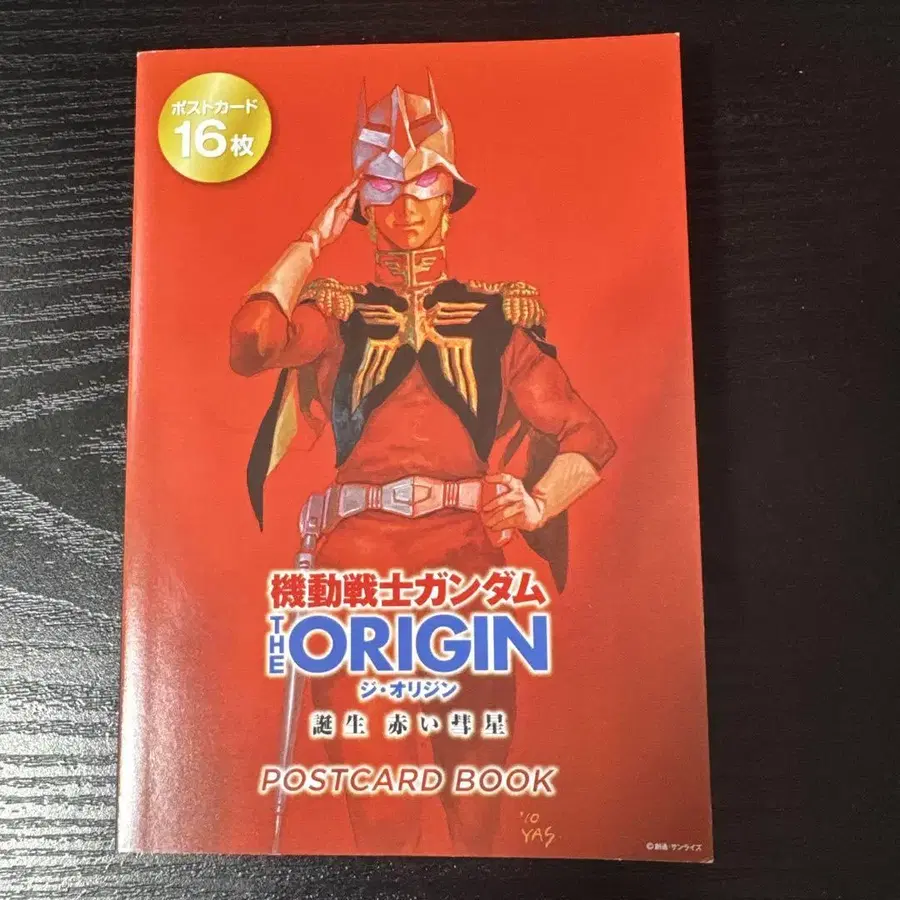 ポストカード
16枚
機動戦士ガンダム
THE ORIGIN
ジ・オリジン
誕生 赤い彗星
POSTCARD BOOK
'10
YAS.
©創通・サンライズ